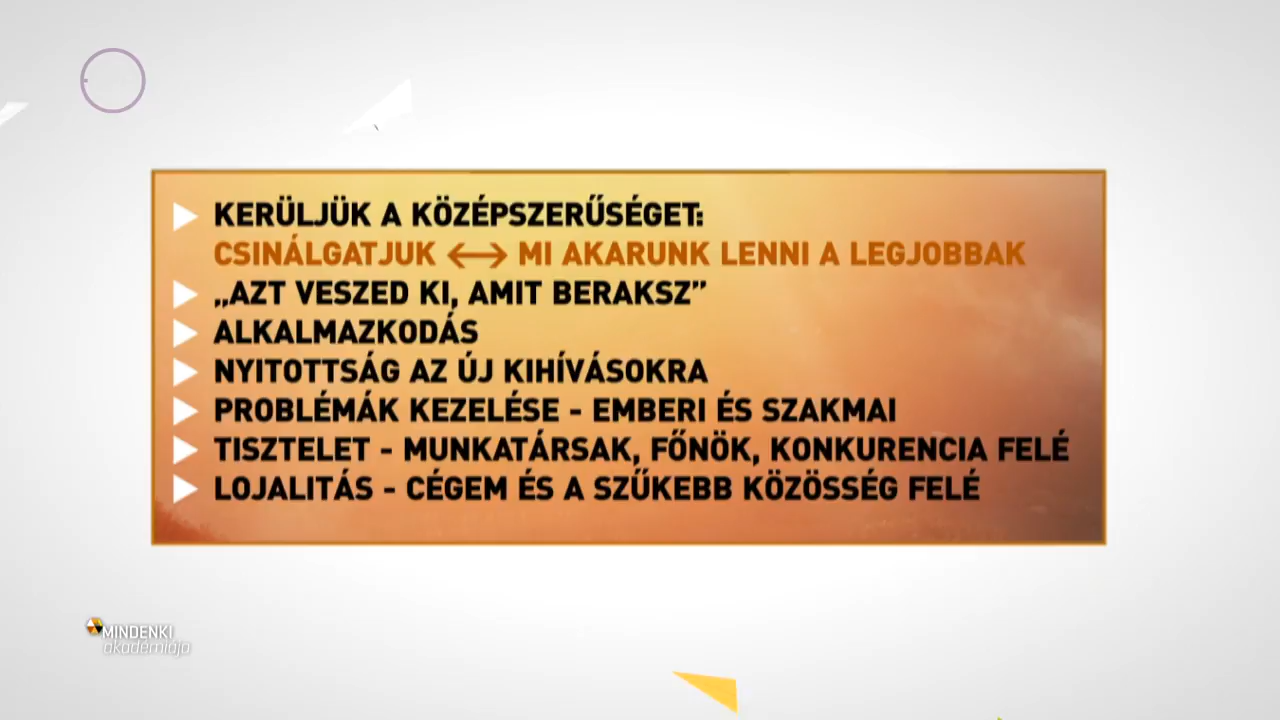 KERÜLJÜK A KÖZÉPSZERŰSÉGET:
CSINÁLGATJUK ↔ MI AKARUNK LENNI A LEGJOBBAK
„AZT VESZED KI, AMIT BERAKSZ”
ALKALMAZKODÁS
NYITOTTSÁG AZ ÚJ KIHÍVÁSOKRA
PROBLÉMÁK KEZELÉSE - EMBERI ÉS SZAKMAI
TISZTELET - MUNKATÁRSAK, FŐNÖK, KONKURENCIA FELÉ
LOJALITÁS - CÉGEM ÉS A SZŰKEBB KÖZÖSSÉG FELÉ
MINDENKI
akadémiája